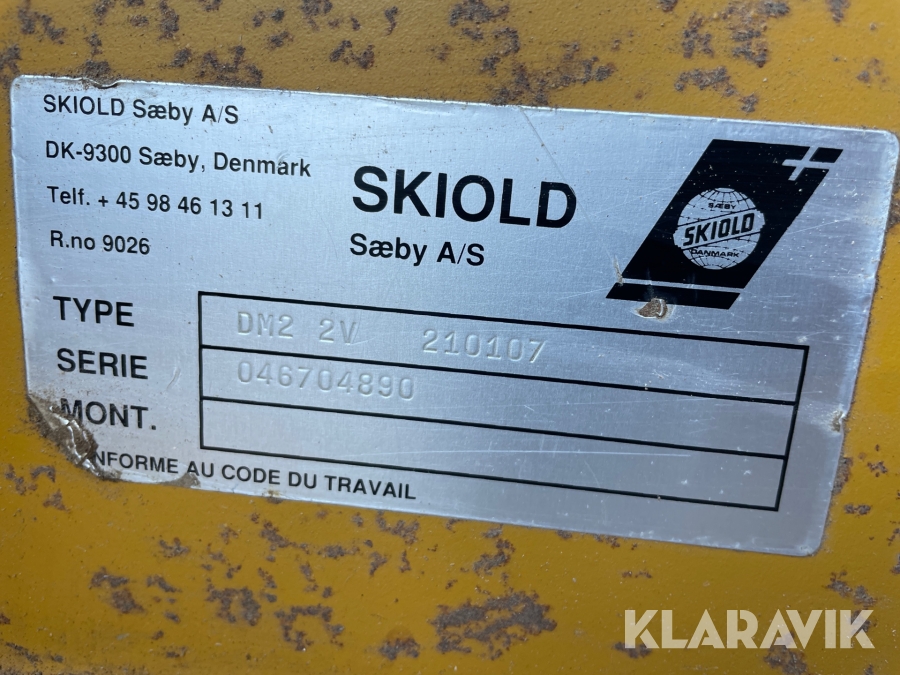 SKIOLD Sæby A/S
DK-9300 Sæby, Denmark
Telf. + 45 98 46 13 11
R.no 9026
SKIOLD
Sæby A/S
SÆBY
SKIOLD
DANMARK
TYPE DM2 2V 210107
SERIE 046704890
MONT.
NFORME AU CODE DU TRAVAIL
KLARAVIK